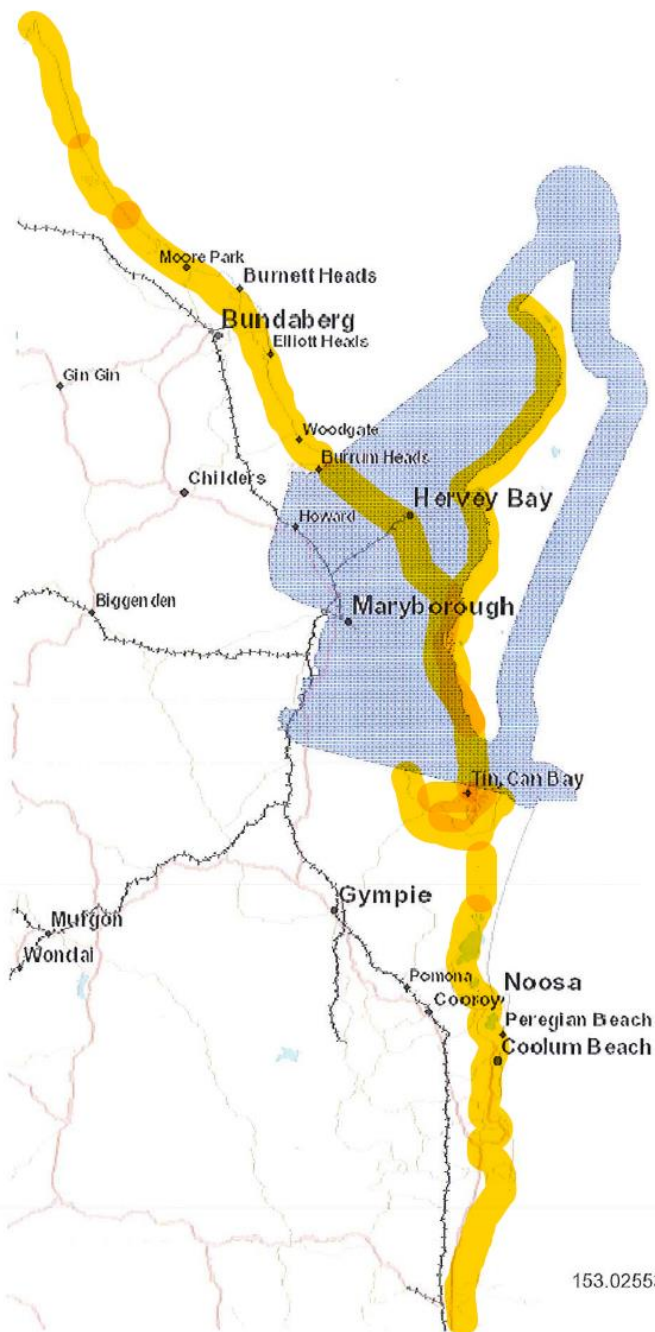 Moore Park
Burnett Heads
Bundaberg
Elliott Heads
Gin Gin
Woodgate
Burrum Heads
Childers
Hervey Bay
Howard
Biggenden
Maryborough
Tin Can Bay
Gympie
Murgon
Wondai
Pomona
Noosa
Cooroy
Peregian Beach
Coolum Beach
153.0255